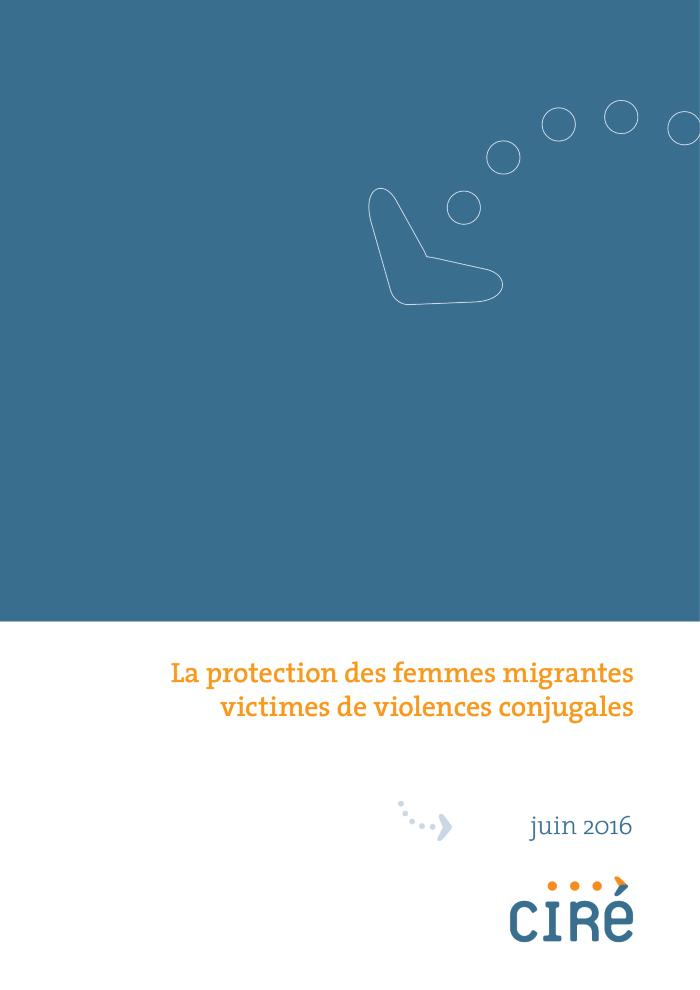 La protection des femmes migrantes
victimes de violences conjugales
juin 2016
ciré